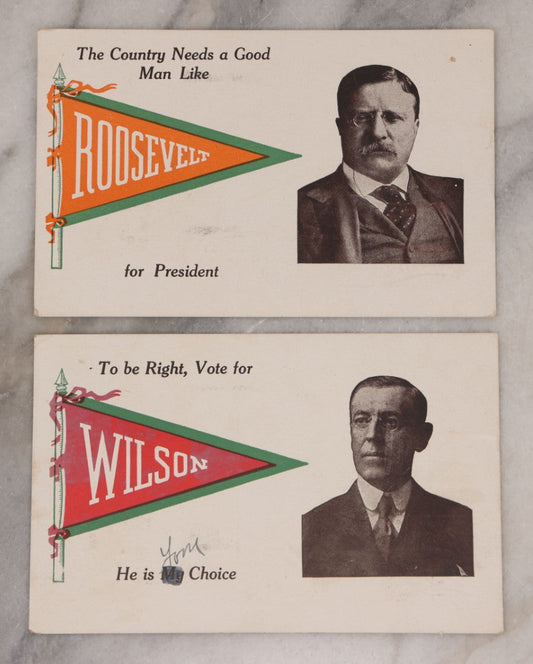 The Country Needs a Good
Man Like
ROOSEVELT
for President
To be Right, Vote for
WILSON
Your
He is My Choice